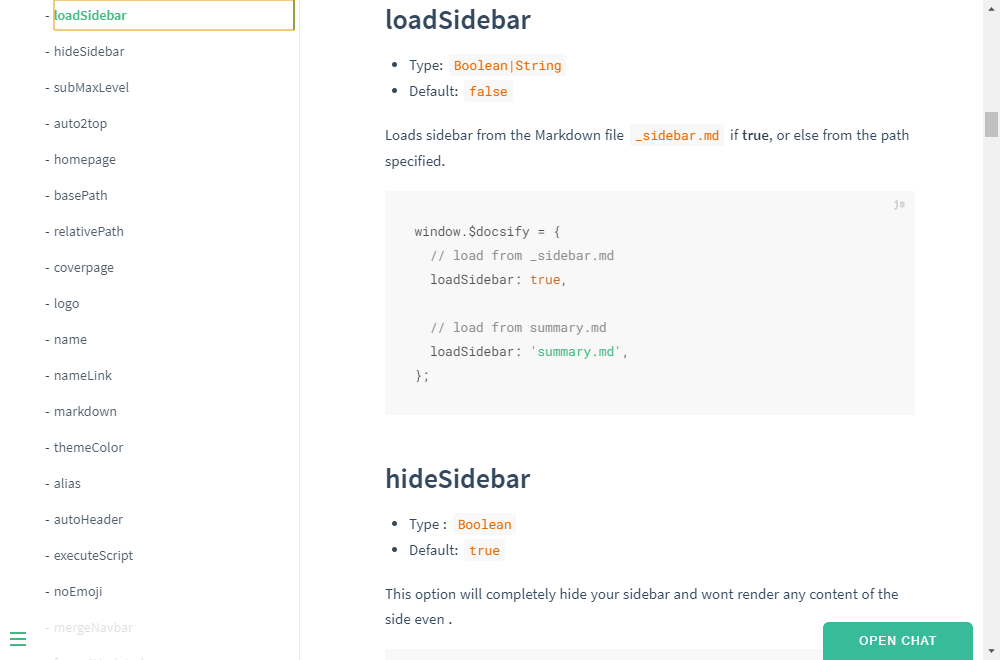 - loadSidebar
- hideSidebar
- subMaxLevel
- auto2top
- homepage
- basePath
- relativePath
- coverpage
- logo
- name
- nameLink
- markdown
- themeColor
- alias
- autoHeader
- executeScript
- noEmoji
- mergeNavbar
loadSidebar
Type: Boolean|String
Default: false
Loads sidebar from the Markdown file _sidebar.md if true, or else from the path
specified.
js
window.$docsify = {
// load from _sidebar.md
loadSidebar: true,
// load from summary.md
loadSidebar: 'summary.md',
};
hideSidebar
Type : Boolean
Default: true
This option will completely hide your sidebar and wont render any content of the
side even .
OPEN CHAT